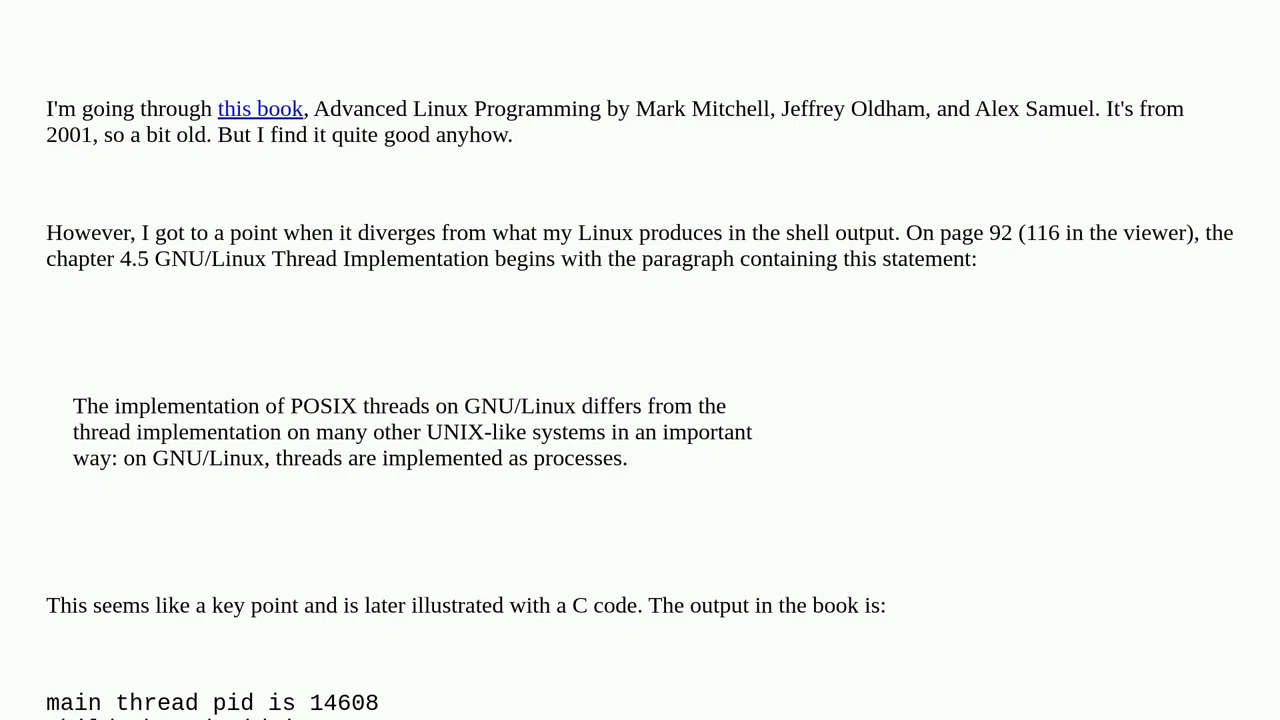 I'm going through this book, Advanced Linux Programming by Mark Mitchell, Jeffrey Oldham, and Alex Samuel. It's from
2001, so a bit old. But I find it quite good anyhow.
However, I got to a point when it diverges from what my Linux produces in the shell output. On page 92 (116 in the viewer), the
chapter 4.5 GNU/Linux Thread Implementation begins with the paragraph containing this statement:
The implementation of POSIX threads on GNU/Linux differs from the
thread implementation on many other UNIX-like systems in an important
way: on GNU/Linux, threads are implemented as processes.
This seems like a key point and is later illustrated with a C code. The output in the book is:
main thread pid is 14608